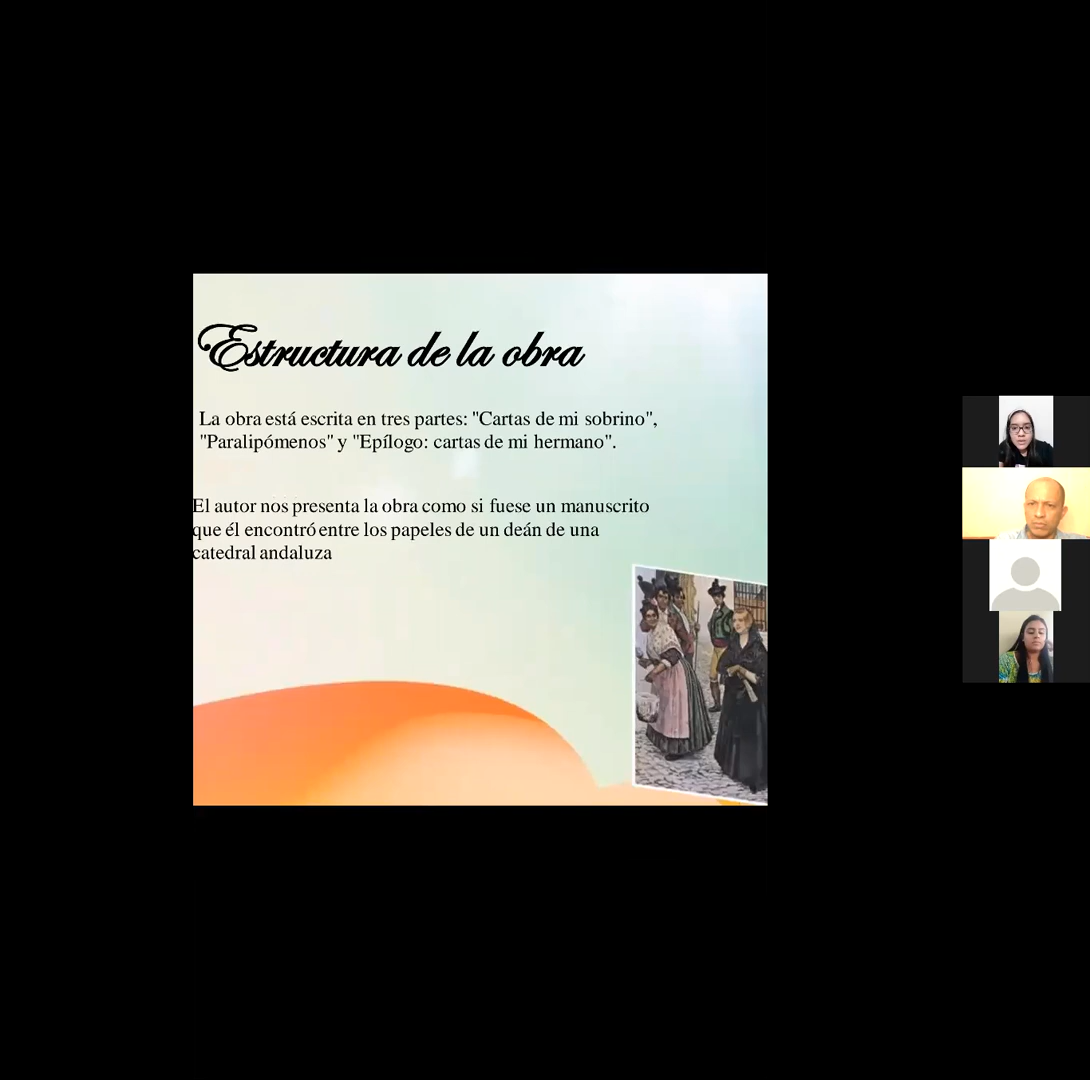 Estructura de la obra
La obra está escrita en tres partes: "Cartas de mi sobrino",
"Paralipómenos" y "Epílogo: cartas de mi hermano".
El autor nos presenta la obra como si fuese un manuscrito
que él encontró entre los papeles de un deán de una
catedral andaluza